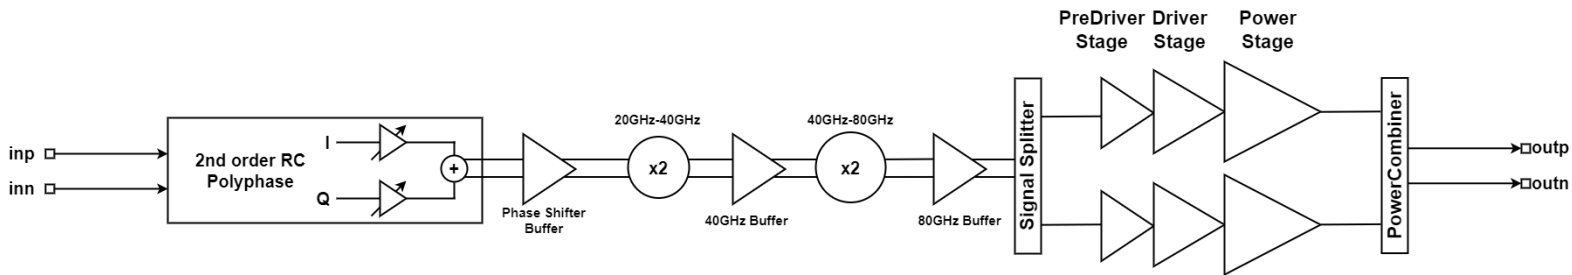 PreDriver
Stage
Driver
Stage
Power
Stage
inp
inn
2nd order RC
Polyphase
I
Q
+
Phase Shifter
Buffer
20GHz-40GHz
x2
40GHz Buffer
40GHz-80GHz
x2
80GHz Buffer
Signal Splitter
PowerCombiner
outp
outn